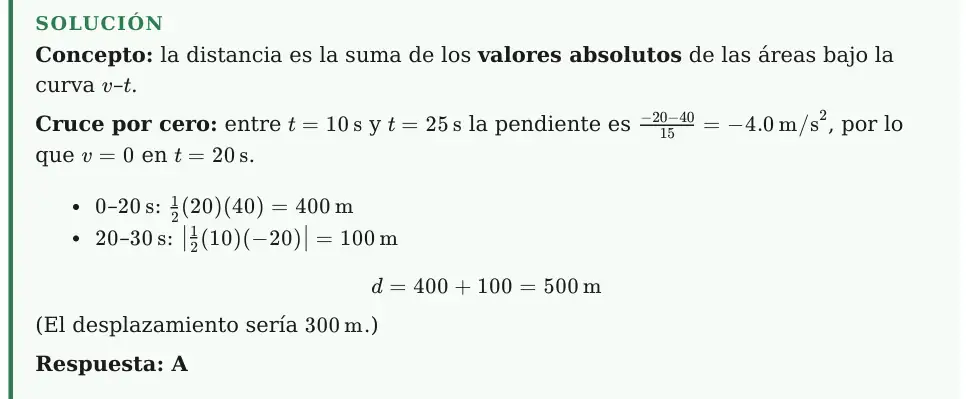 SOLUCIÓN
Concepto: la distancia es la suma de los valores absolutos de las áreas bajo la
curva v–t.
Cruce por cero: entre t = 10 s y t = 25 s la pendiente es \frac{-20-40}{15} = −4.0 m/s², por lo
que v = 0 en t = 20 s.
• 0–20 s: \frac{1}{2}(20)(40) = 400 m
• 20–30 s: |\frac{1}{2}(10)(−20)| = 100 m
d = 400 + 100 = 500 m
(El desplazamiento sería 300 m.)
Respuesta: A